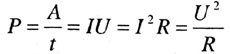 P = A/t = IU = I²R = U²/R